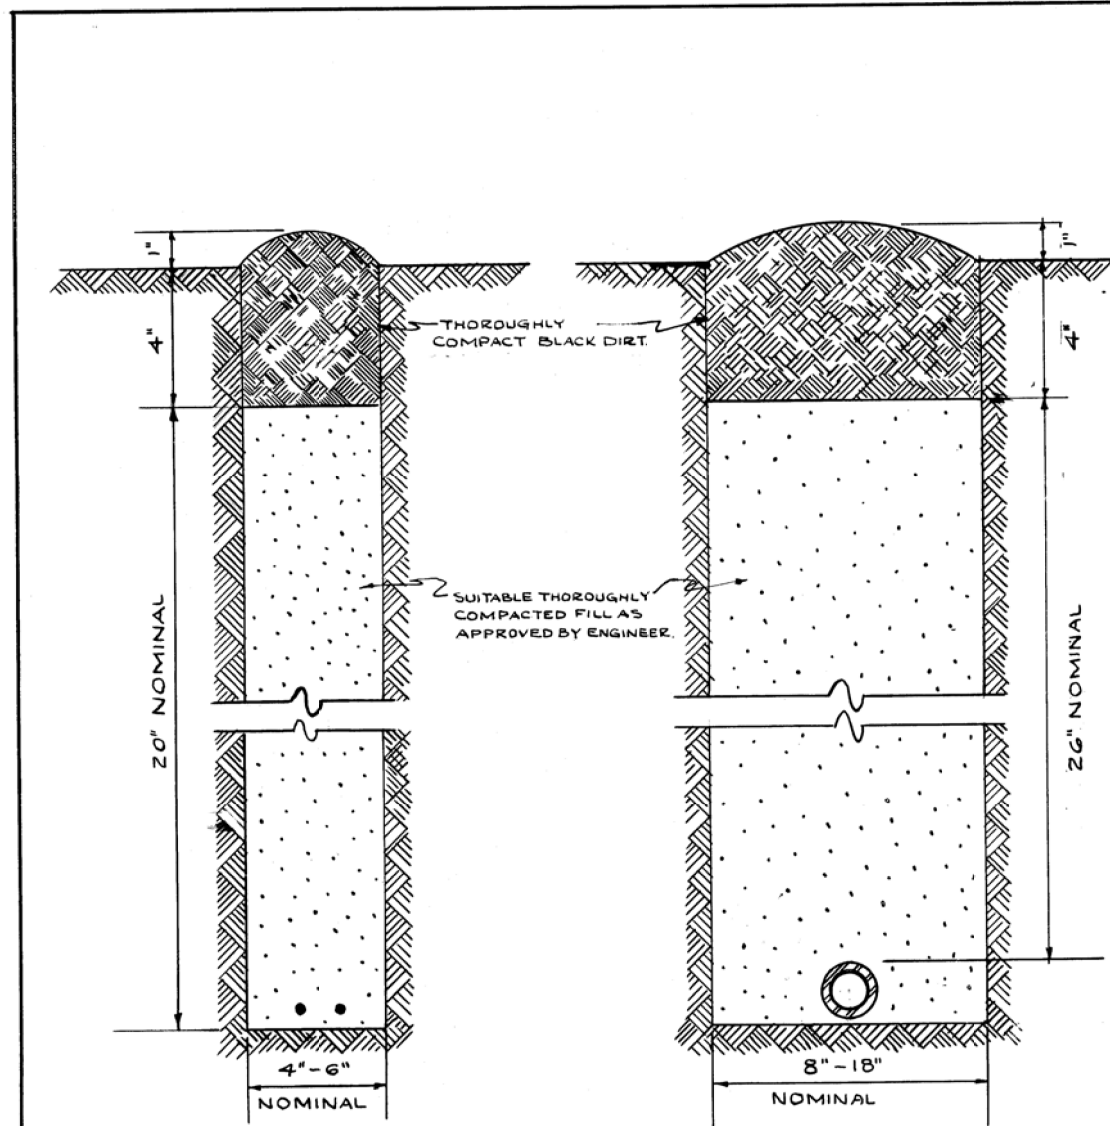 1"
1"
4"
4"
THOROUGHLY
COMPACT BLACK DIRT.
SUITABLE THOROUGHLY
COMPACTED FILL AS
APPROVED BY ENGINEER.
20" NOMINAL
26" NOMINAL
4"-6"
NOMINAL
8"-18"
NOMINAL